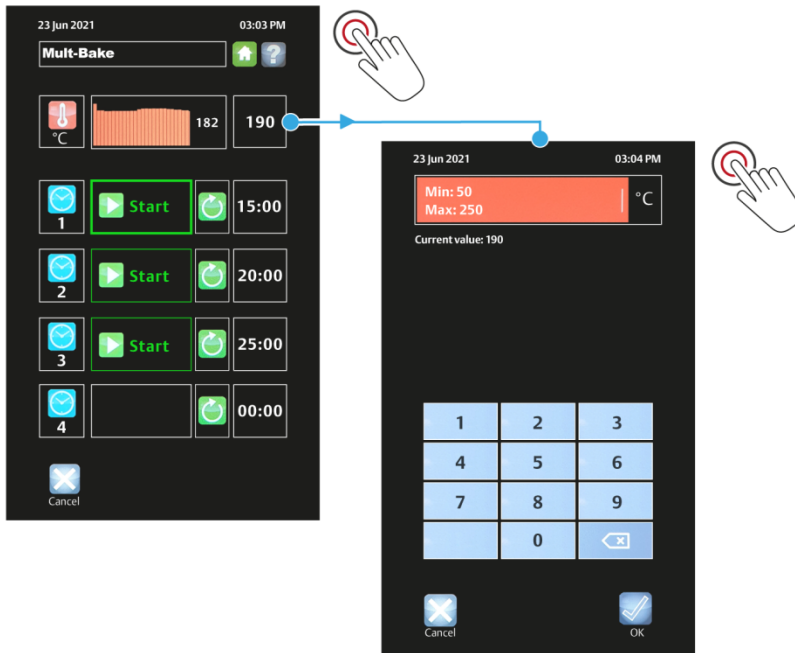 23 Jun 2021 03:03 PM
Mult-Bake
?
°C
182
190
1
Start
15:00
2
Start
20:00
3
Start
25:00
4
00:00
Cancel
23 Jun 2021 03:04 PM
Min: 50
Max: 250
°C
Current value: 190
1 2 3
4 5 6
7 8 9
0
Cancel OK